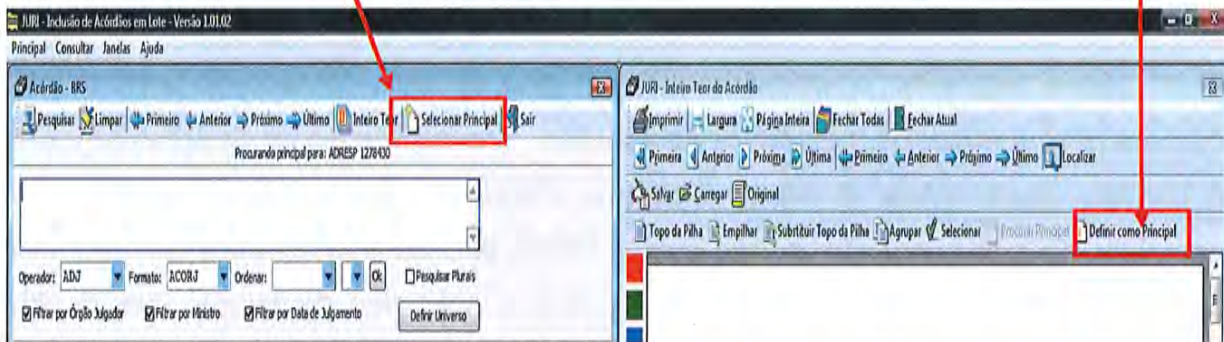 JURI - Inclusão de Acórdãos em Lote - Versão 1.01.02
Principal Consultar Janelas Ajuda
Acórdão - BRS
Pesquisar Limpar Primeiro Anterior Próximo Último Inteiro Teor Selecionar Principal Sair
Procurando principal para: ADRESP 1278430
Operador: ADJ Formato: ACORJ Ordenar: Ok Pesquisar Plurais
Filtrar por Órgão Julgador Filtrar por Ministro Filtrar por Data de Julgamento Definir Universo
JURI - Inteiro Teor do Acórdão
Imprimir Largura Página Inteira Fechar Todas Fechar Atual
Primeira Anterior Próxima Última Primeiro Anterior Próximo Último Localizar
Salvar Carregar Original
Topo da Pilha Empilhar Substituir Topo da Pilha Agrupar Selecionar Procurar Principal Definir como Principal